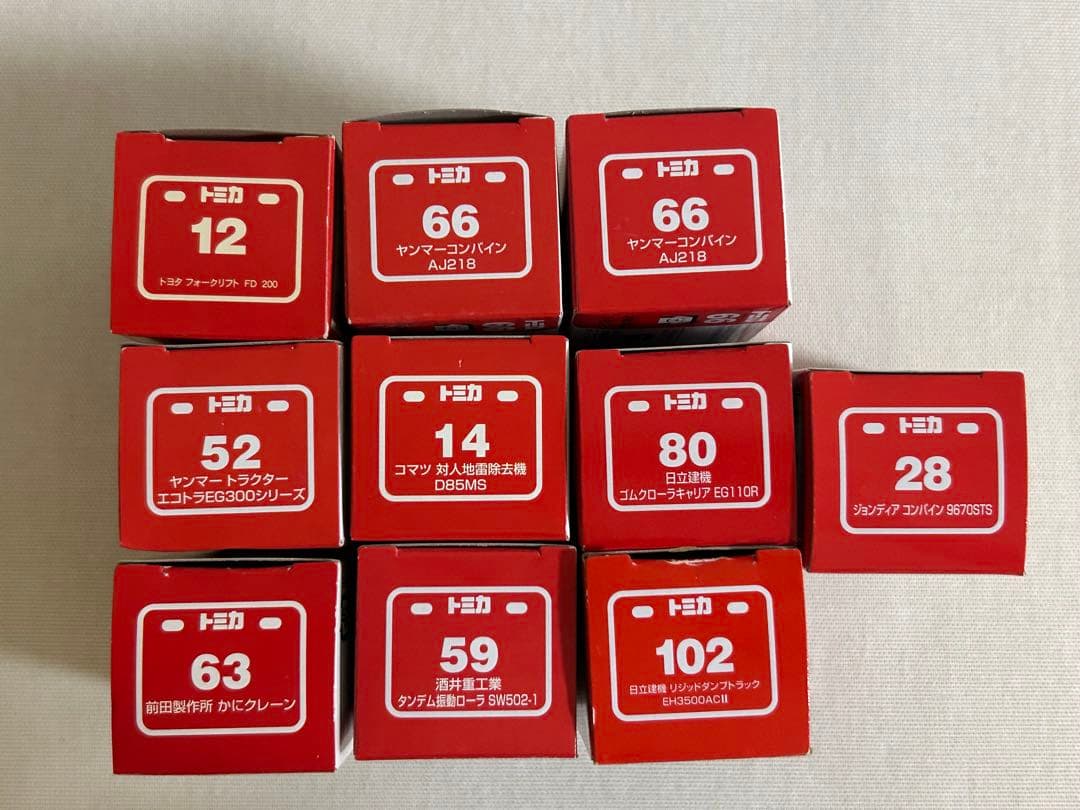 トミカ
12
トヨタ フォークリフト FD 200
トミカ
66
ヤンマーコンバイン
AJ218
トミカ
66
ヤンマーコンバイン
AJ218
トミカ
52
ヤンマー トラクター
エコトラEG300シリーズ
トミカ
14
コマツ 対人地雷除去機
D85MS
トミカ
80
日立建機
ゴムクローラキャリア EG110R
トミカ
28
ジョンディア コンバイン 9670STS
トミカ
63
前田製作所 かにクレーン
トミカ
59
酒井重工業
タンデム振動ローラ SW502-1
トミカ
102
日立建機 リジッドダンプトラック
EH3500ACII